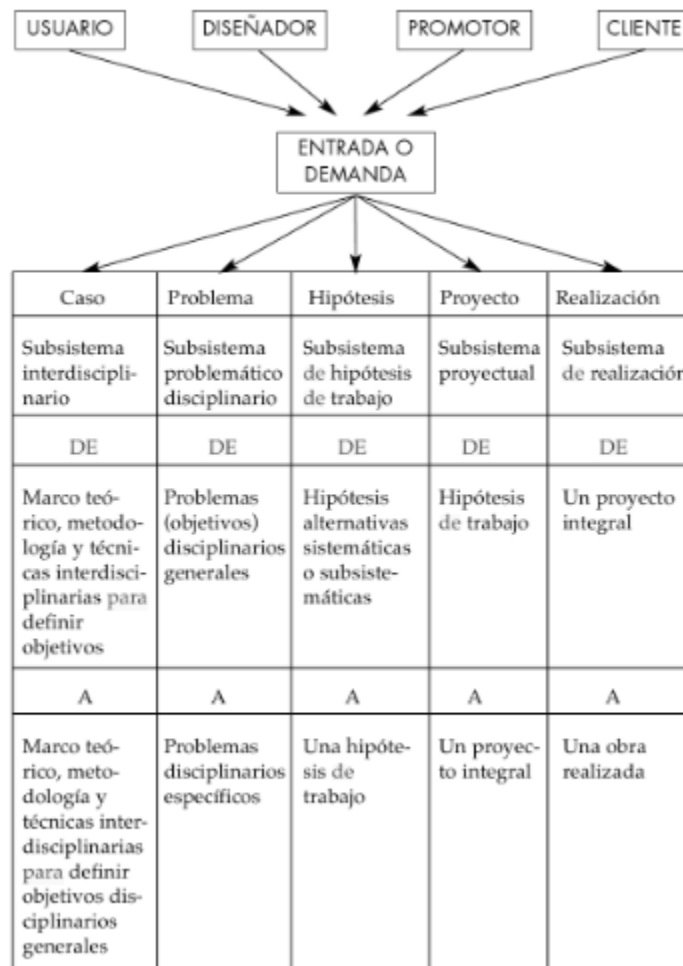 USUARIO
DISEÑADOR
PROMOTOR
CLIENTE
ENTRADA O
DEMANDA
Caso
Problema
Hipótesis
Proyecto
Realización
Subsistema
interdiscipli-
nario
Subsistema
problemático
disciplinario
Subsistema
de hipótesis
de trabajo
Subsistema
proyectual
Subsistema
de realización
DE
DE
DE
DE
DE
Marco teó-
rico, metodo-
logía y técni-
cas interdisci-
plinarias para
definir
objetivos
Problemas
(objetivos)
disciplinarios
generales
Hipótesis
alternativas
sistemáticas
o subsiste-
máticas
Hipótesis
de trabajo
Un proyecto
integral
A
A
A
A
A
Marco teó-
rico, meto-
dología y
técnicas inter-
disciplinarias
para definir
objetivos dis-
ciplinarios
generales
Problemas
disciplinarios
específicos
Una hipóte-
sis de
trabajo
Un proyec-
to integral
Una obra
realizada